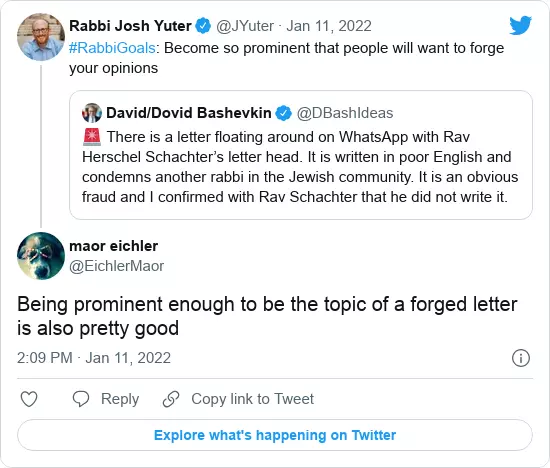 Rabbi Josh Yuter @JYuter · Jan 11, 2022
#RabbiGoals: Become so prominent that people will want to forge
your opinions
David/Dovid Bashevkin @DBashIdeas
🚨 There is a letter floating around on WhatsApp with Rav
Herschel Schachter's letter head. It is written in poor English and
condemns another rabbi in the Jewish community. It is an obvious
fraud and I confirmed with Rav Schachter that he did not write it.
maor eichler
@EichlerMaor
Being prominent enough to be the topic of a forged letter
is also pretty good
2:09 PM · Jan 11, 2022
Reply Copy link to Tweet
Explore what's happening on Twitter